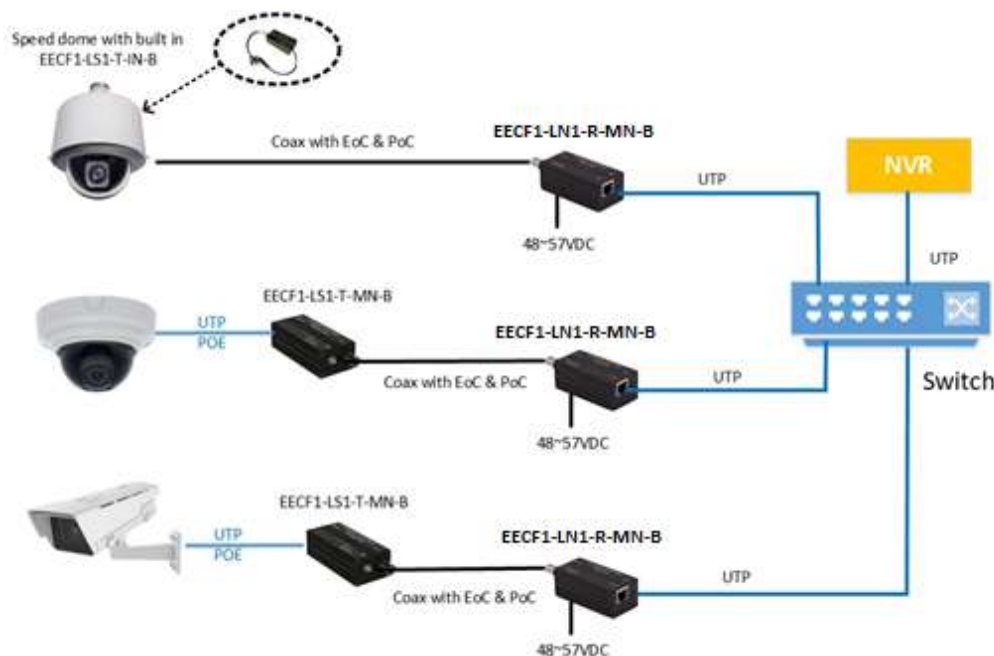 Speed dome with built in
EECF1-LS1-T-IN-B
Coax with EoC & PoC
EECF1-LN1-R-MN-B
UTP
NVR
48~57VDC
UTP
EECF1-LS1-T-MN-B
UTP
POE
EECF1-LN1-R-MN-B
Coax with EoC & PoC
UTP
Switch
48~57VDC
EECF1-LS1-T-MN-B
UTP
POE
EECF1-LN1-R-MN-B
Coax with EoC & PoC
UTP
48~57VDC